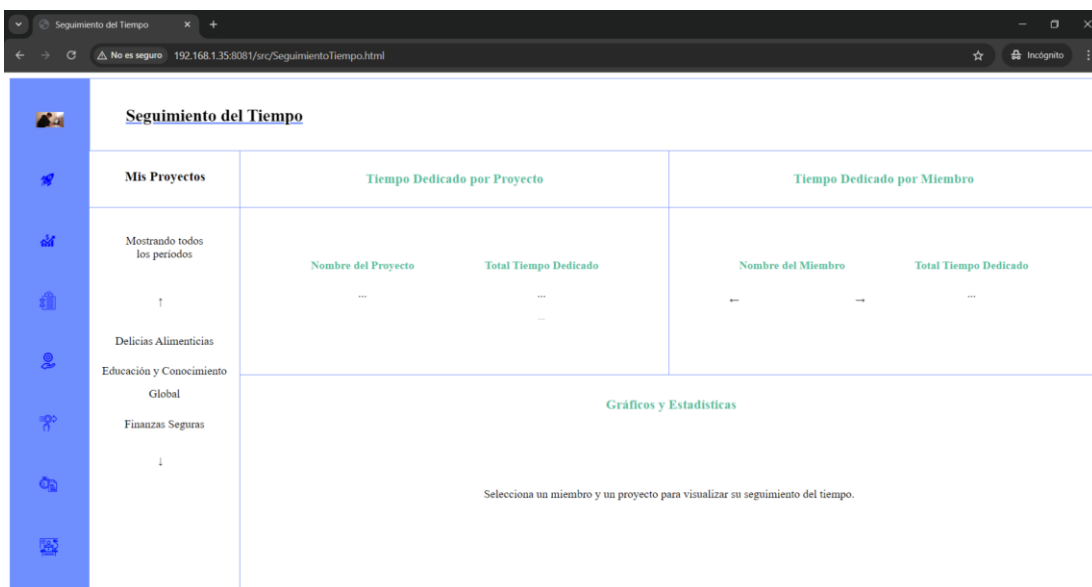 Seguimiento del Tiempo
No es seguro 192.168.1.35:8081/src/SeguimientoTiempo.html
Incógnito
Seguimiento del Tiempo
Mis Proyectos
Tiempo Dedicado por Proyecto
Tiempo Dedicado por Miembro
Mostrando todos
los periodos
↑
Delicias Alimenticias
Educación y Conocimiento
Global
Finanzas Seguras
↓
Nombre del Proyecto
Total Tiempo Dedicado
...
...
...
Nombre del Miembro
Total Tiempo Dedicado
← →
...
Gráficos y Estadísticas
Selecciona un miembro y un proyecto para visualizar su seguimiento del tiempo.